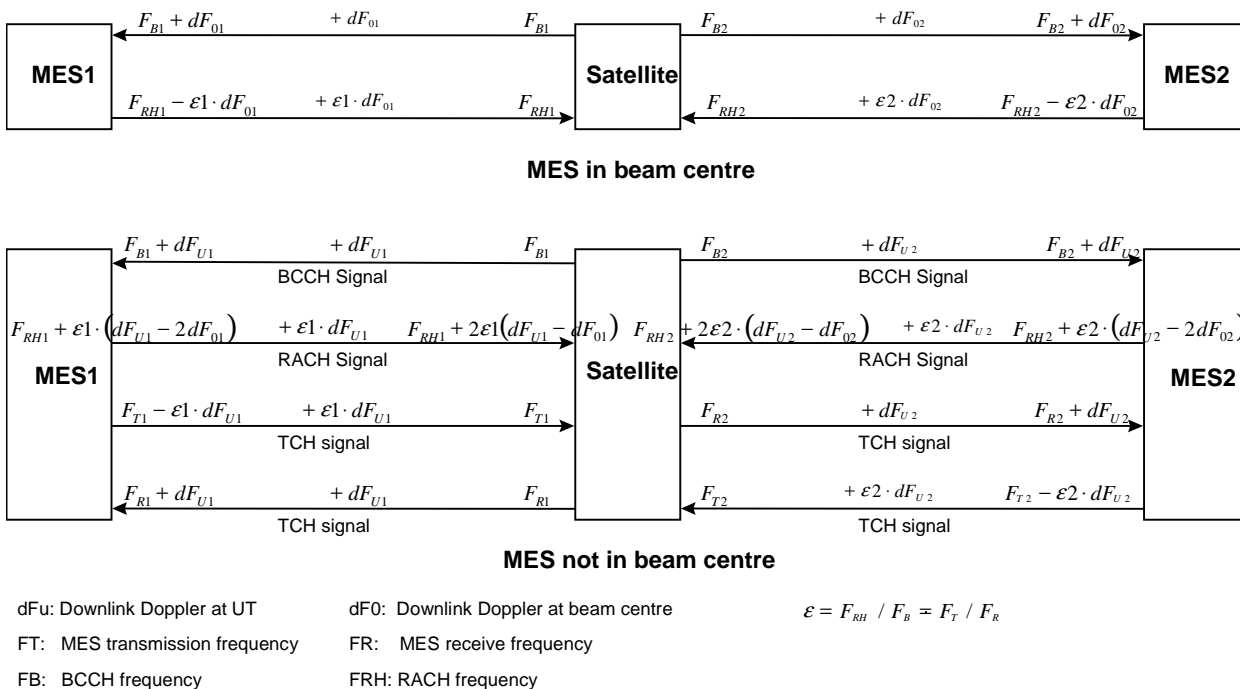 F_B1 + dF_01 + dF_01 F_B1 F_B2 + dF_02 F_B2 + dF_02
MES1 Satellite MES2
F_RH1 − ε1 · dF_01 + ε1 · dF_01 F_RH1 F_RH2 + ε2 · dF_02 F_RH2 − ε2 · dF_02
MES in beam centre
F_B1 + dF_U1 + dF_U1 F_B1 F_B2 + dF_U2 F_B2 + dF_U2
BCCH Signal BCCH Signal
F_RH1 + ε1 · (dF_U1 − 2dF_01) + ε1 · dF_U1 F_RH1 + 2ε1(dF_U1 − dF_01) F_RH2 + 2ε2 · (dF_U2 − dF_02) + ε2 · dF_U2 F_RH2 + ε2 · (dF_U2 − 2dF_02)
RACH Signal RACH Signal
MES1 Satellite MES2
F_T1 − ε1 · dF_U1 + ε1 · dF_U1 F_T1 F_R2 + dF_U2 F_R2 + dF_U2
TCH signal TCH signal
F_R1 + dF_U1 + dF_U1 F_R1 F_T2 + ε2 · dF_U2 F_T2 − ε2 · dF_U2
TCH signal TCH signal
MES not in beam centre
dFu: Downlink Doppler at UT dF0: Downlink Doppler at beam centre ε = F_RH / F_B ≂ F_T / F_R
FT: MES transmission frequency FR: MES receive frequency
FB: BCCH frequency FRH: RACH frequency